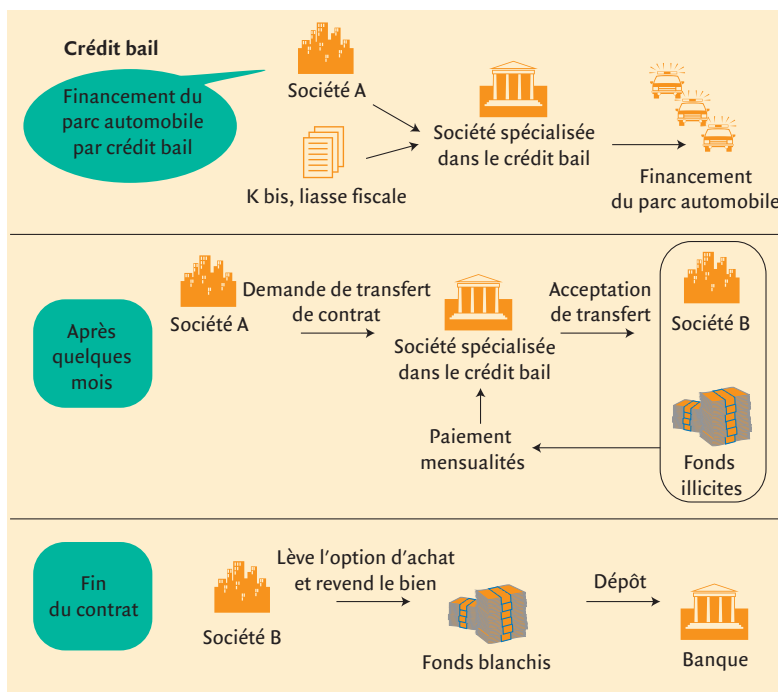 Crédit bail
Financement du
parc automobile
par crédit bail
Société A
K bis, liasse fiscale
Société spécialisée
dans le crédit bail
Financement
du parc automobile
Après
quelques
mois
Société A
Demande de transfert
de contrat
Société spécialisée
dans le crédit bail
Acceptation
de transfert
Société B
Paiement
mensualités
Fonds
illicites
Fin
du contrat
Société B
Lève l'option d'achat
et revend le bien
Fonds blanchis
Dépôt
Banque